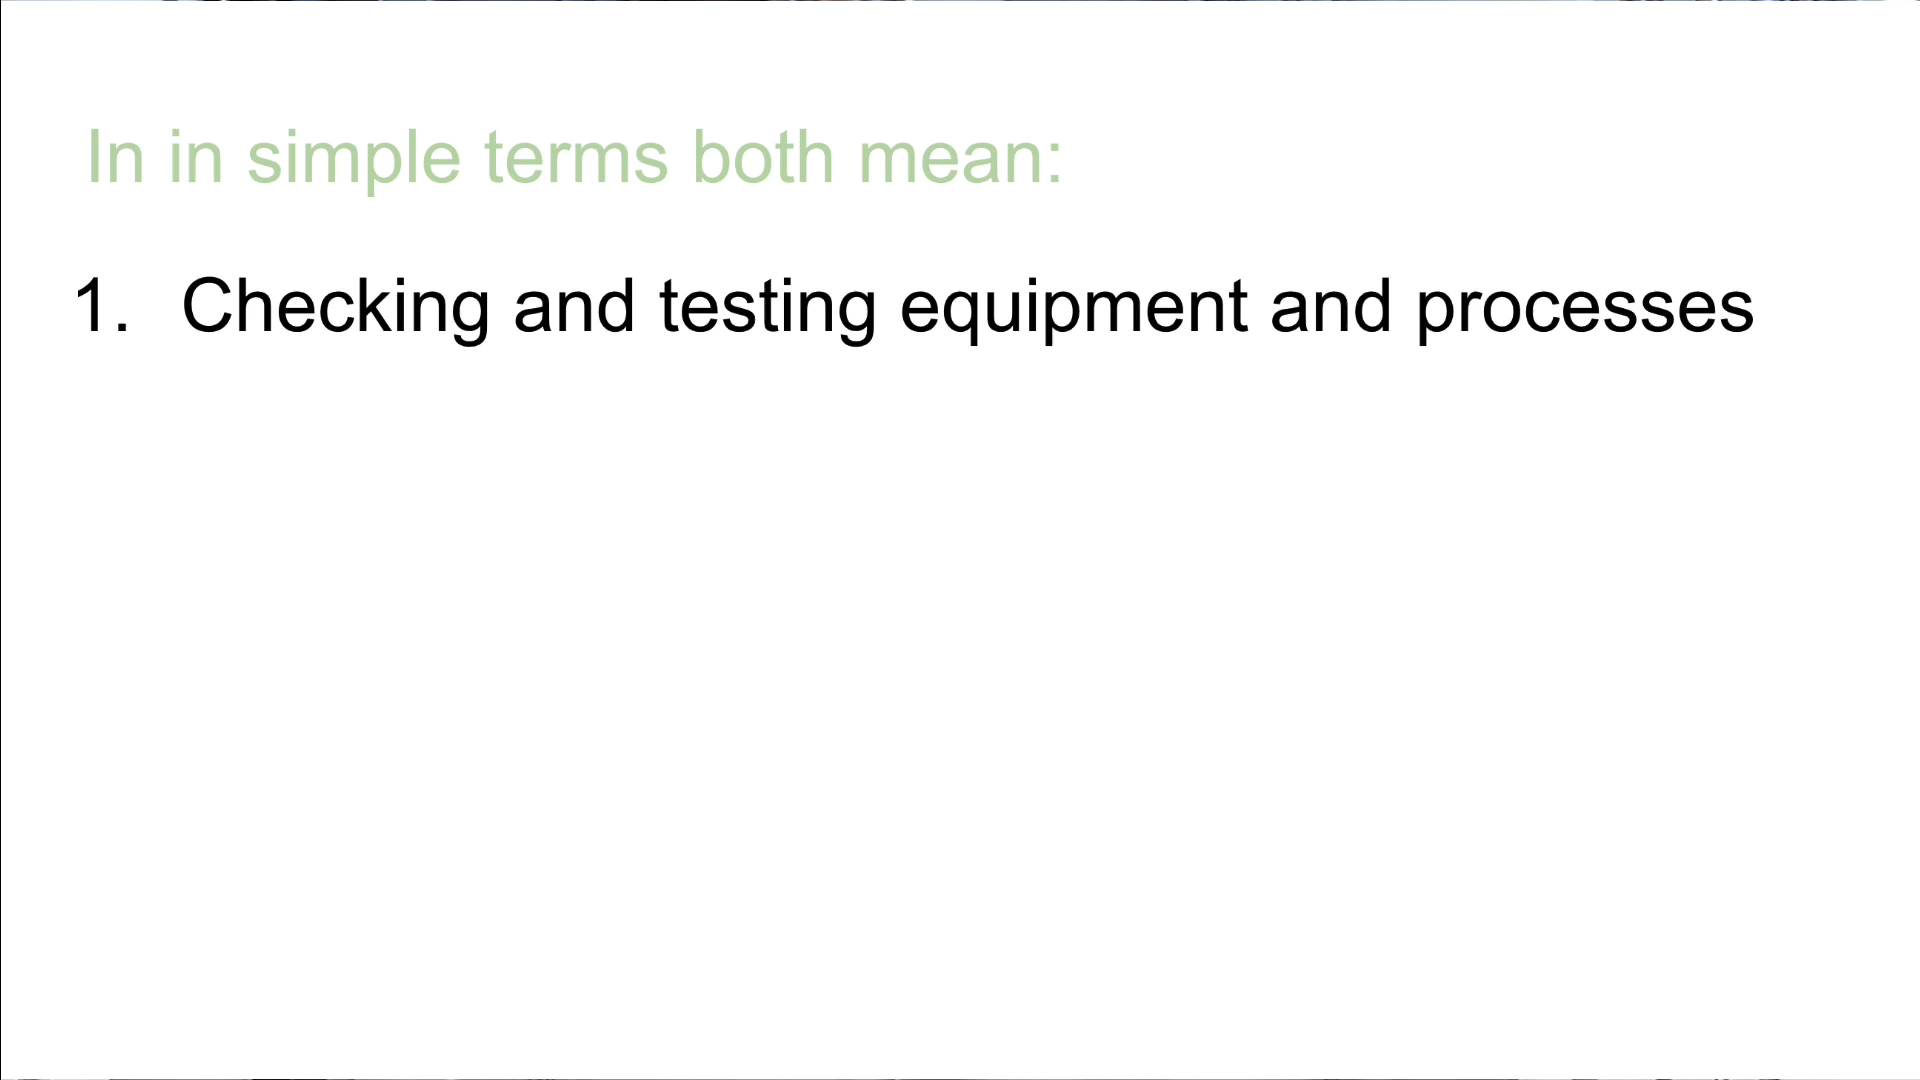 In in simple terms both mean:
1. Checking and testing equipment and processes